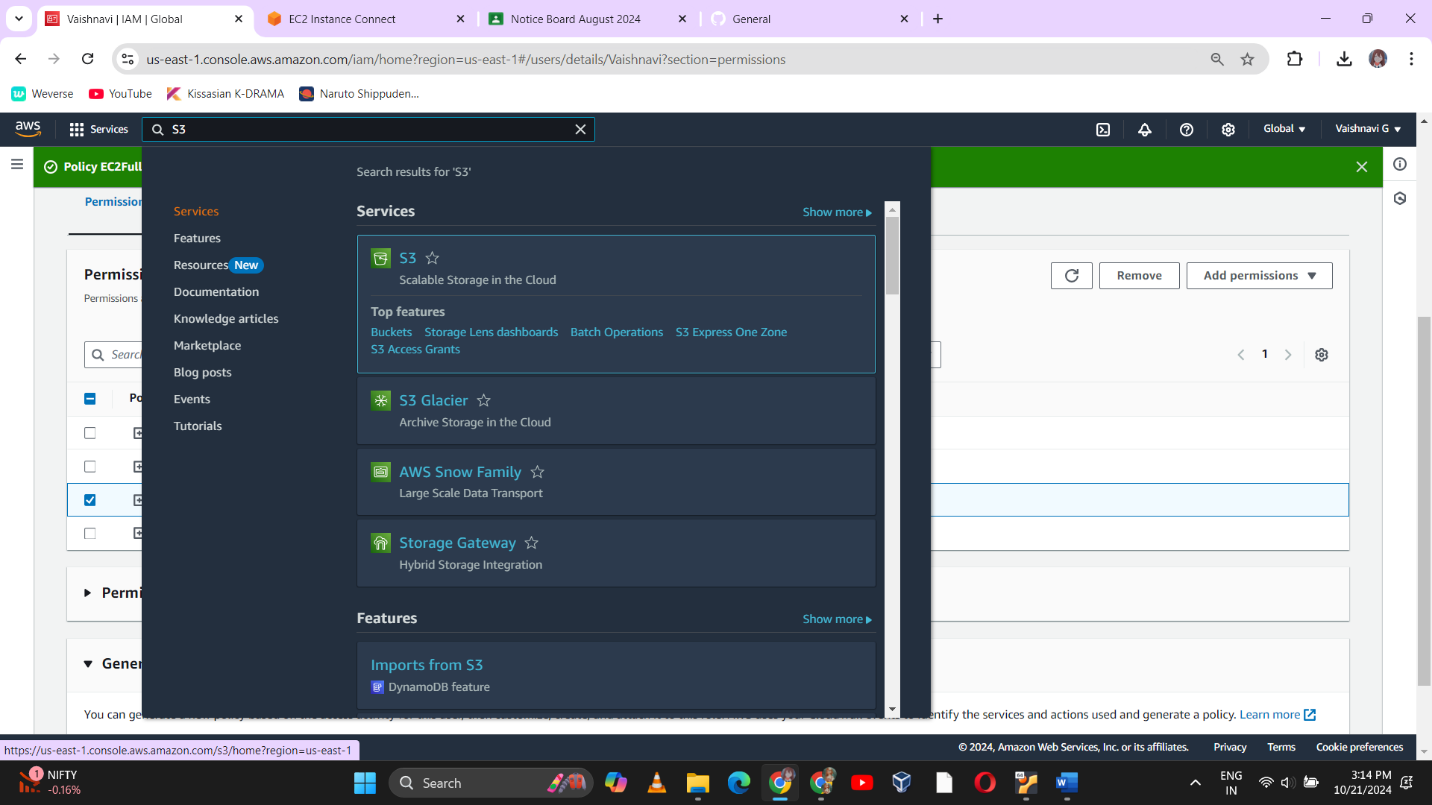 Vaishnavi | IAM | Global
EC2 Instance Connect
Notice Board August 2024
General
us-east-1.console.aws.amazon.com/iam/home?region=us-east-1#/users/details/Vaishnavi?section=permissions
Weverse
YouTube
Kissasian K-DRAMA
Naruto Shippuden...
aws
Services
S3
Global
Vaishnavi G
Policy EC2Full
Search results for 'S3'
Services
Features
Resources New
Documentation
Knowledge articles
Marketplace
Blog posts
Events
Tutorials
Services
Show more
S3
Scalable Storage in the Cloud
Top features
Buckets Storage Lens dashboards Batch Operations S3 Express One Zone
S3 Access Grants
S3 Glacier
Archive Storage in the Cloud
AWS Snow Family
Large Scale Data Transport
Storage Gateway
Hybrid Storage Integration
Features
Show more
Imports from S3
DynamoDB feature
Remove
Add permissions
1
Learn more
https://us-east-1.console.aws.amazon.com/s3/home?region=us-east-1
© 2024, Amazon Web Services, Inc. or its affiliates.
Privacy
Terms
Cookie preferences
1
NIFTY
-0.16%
Search
ENG
IN
3:14 PM
10/21/2024